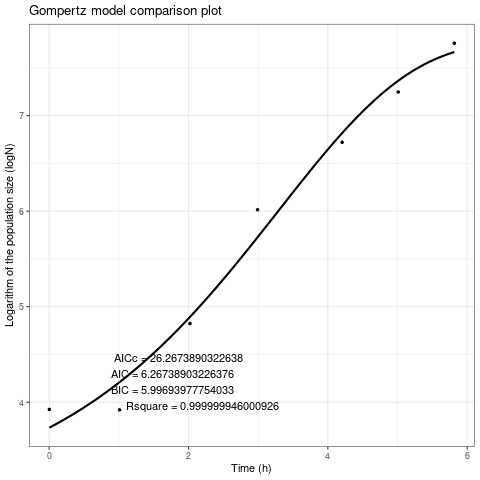 Gompertz model comparison plot
7
6
5
4
Logarithm of the population size (logN)
AICc = 26.2673890322638
AIC = 6.26738903226376
BIC = 5.99693977754033
Rsquare = 0.999999946000926
0 2 4 6
Time (h)